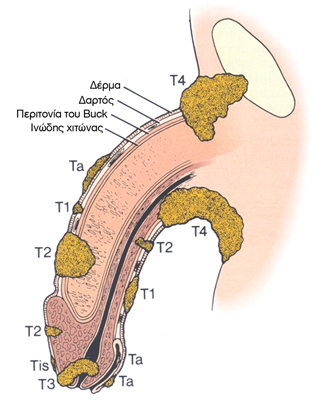 T4
Δέρμα
Δαρτός
Περιτονία του Buck
Ινώδης χιτώνας
Ta
T1
T2
T2
T4
T1
T2
Tis
T3
Ta
Ta